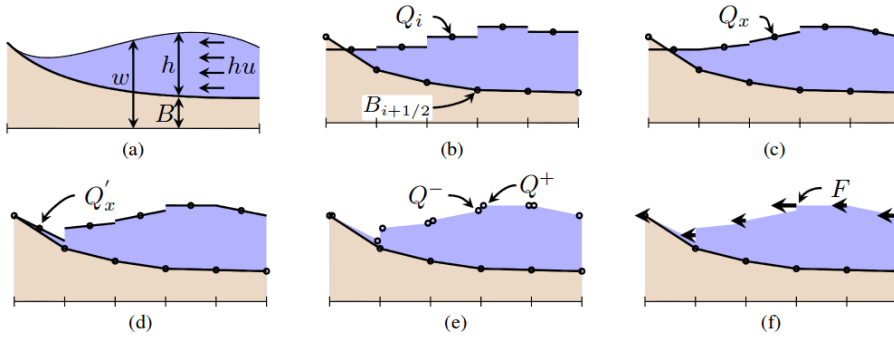 w
h
hu
B
(a)
Q_i
B_{i+1/2}
(b)
Q_x
(c)
Q'_x
(d)
Q^- Q^+
(e)
F
(f)